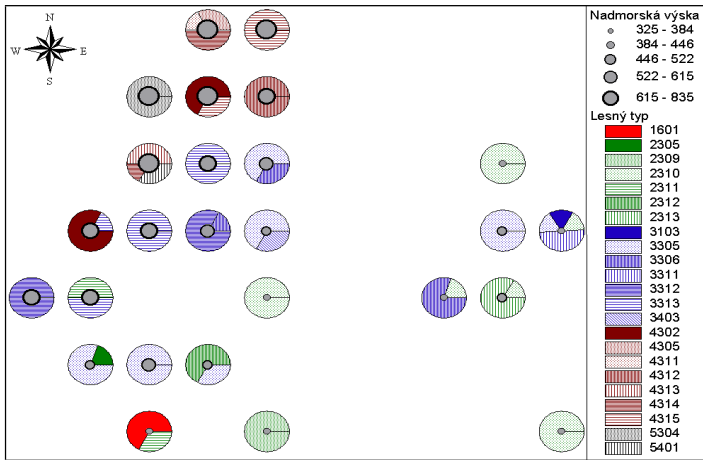 N
W E
S
Nadmorská výska
325 - 384
384 - 446
446 - 522
522 - 615
615 - 835
Lesný typ
1601
2305
2309
2310
2311
2312
2313
3103
3305
3306
3311
3312
3313
3403
4302
4305
4311
4312
4313
4314
4315
5304
5401